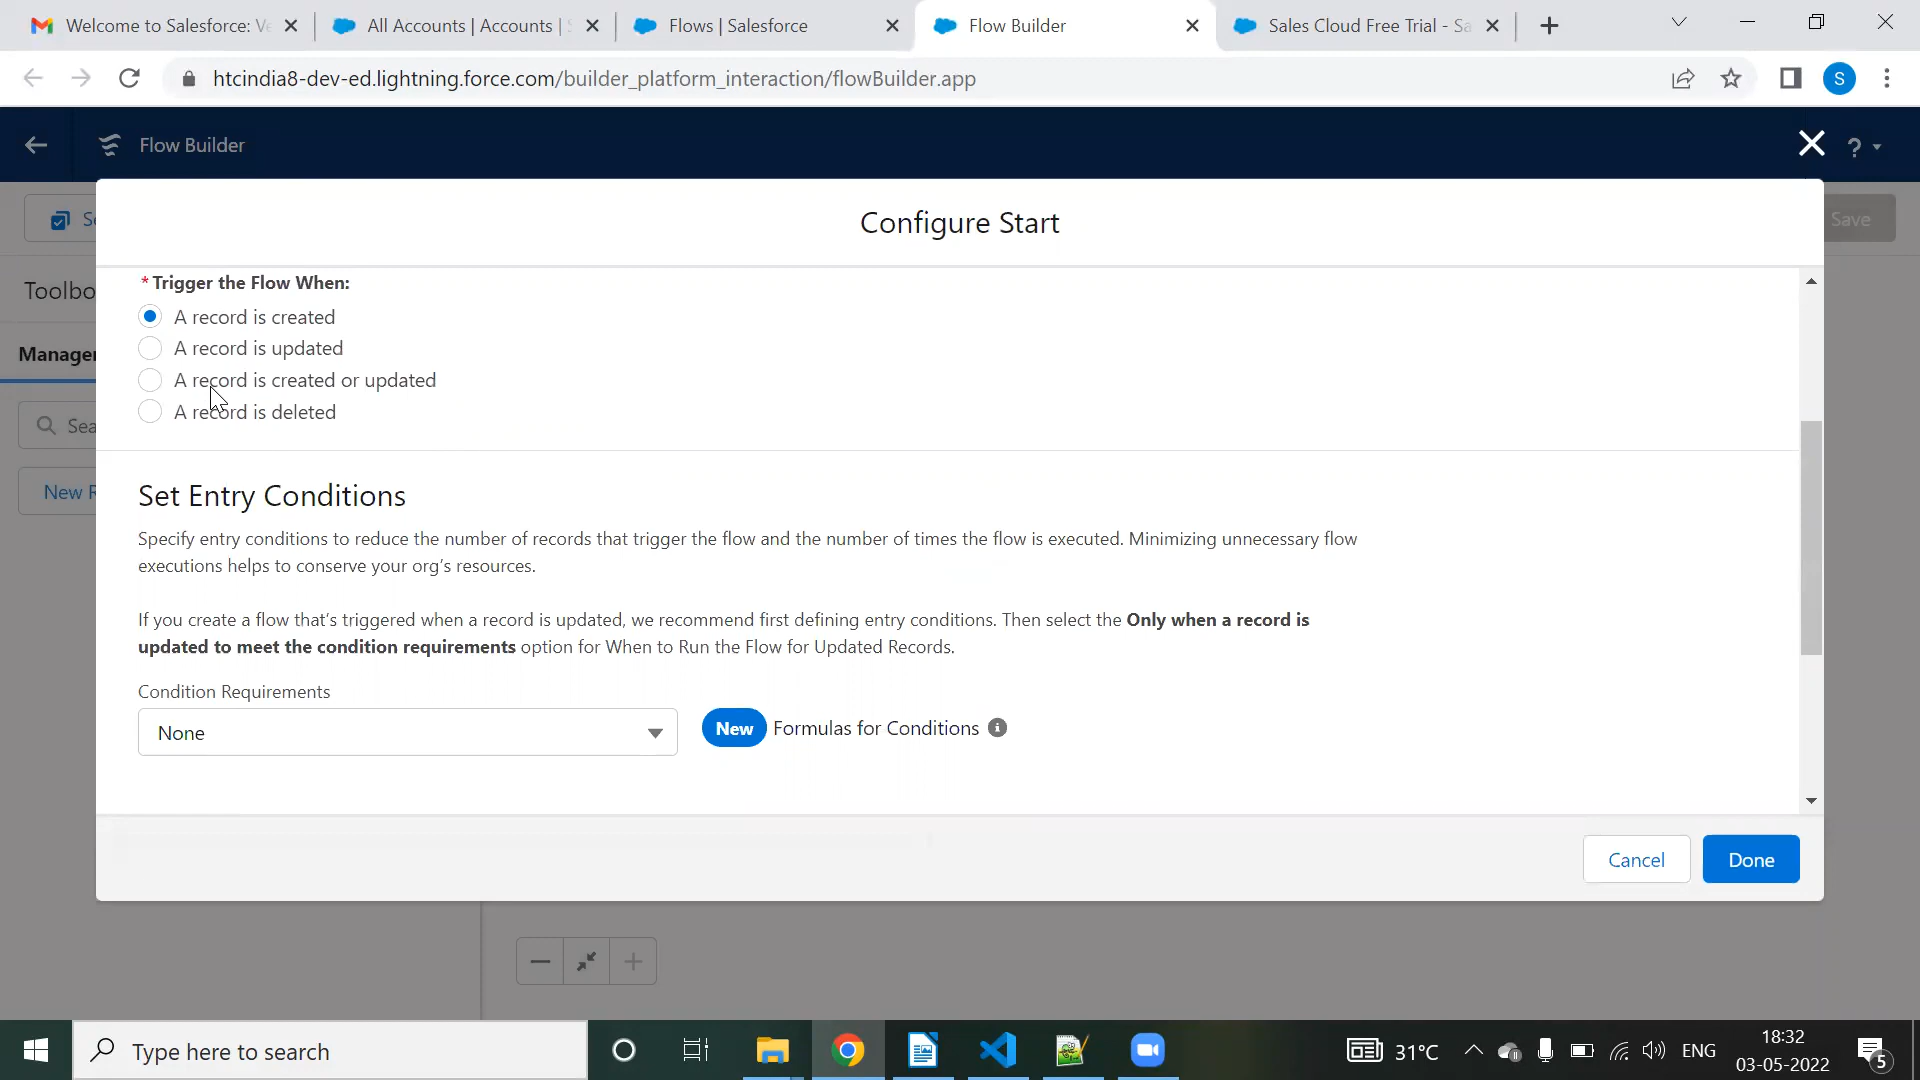 Welcome to Salesforce: Ve
All Accounts | Accounts | S
Flows | Salesforce
Flow Builder
Sales Cloud Free Trial - Sa
htcindia8-dev-ed.lightning.force.com/builder_platform_interaction/flowBuilder.app
S
Flow Builder
?
Se
Save
Configure Start
Toolbo
*Trigger the Flow When:
A record is created
A record is updated
Manager
A record is created or updated
A record is deleted
Sea
New R
Set Entry Conditions
Specify entry conditions to reduce the number of records that trigger the flow and the number of times the flow is executed. Minimizing unnecessary flow
executions helps to conserve your org's resources.
If you create a flow that's triggered when a record is updated, we recommend first defining entry conditions. Then select the Only when a record is
updated to meet the condition requirements option for When to Run the Flow for Updated Records.
Condition Requirements
None
New
Formulas for Conditions
Cancel
Done
Type here to search
31°C
ENG
18:32
03-05-2022
5